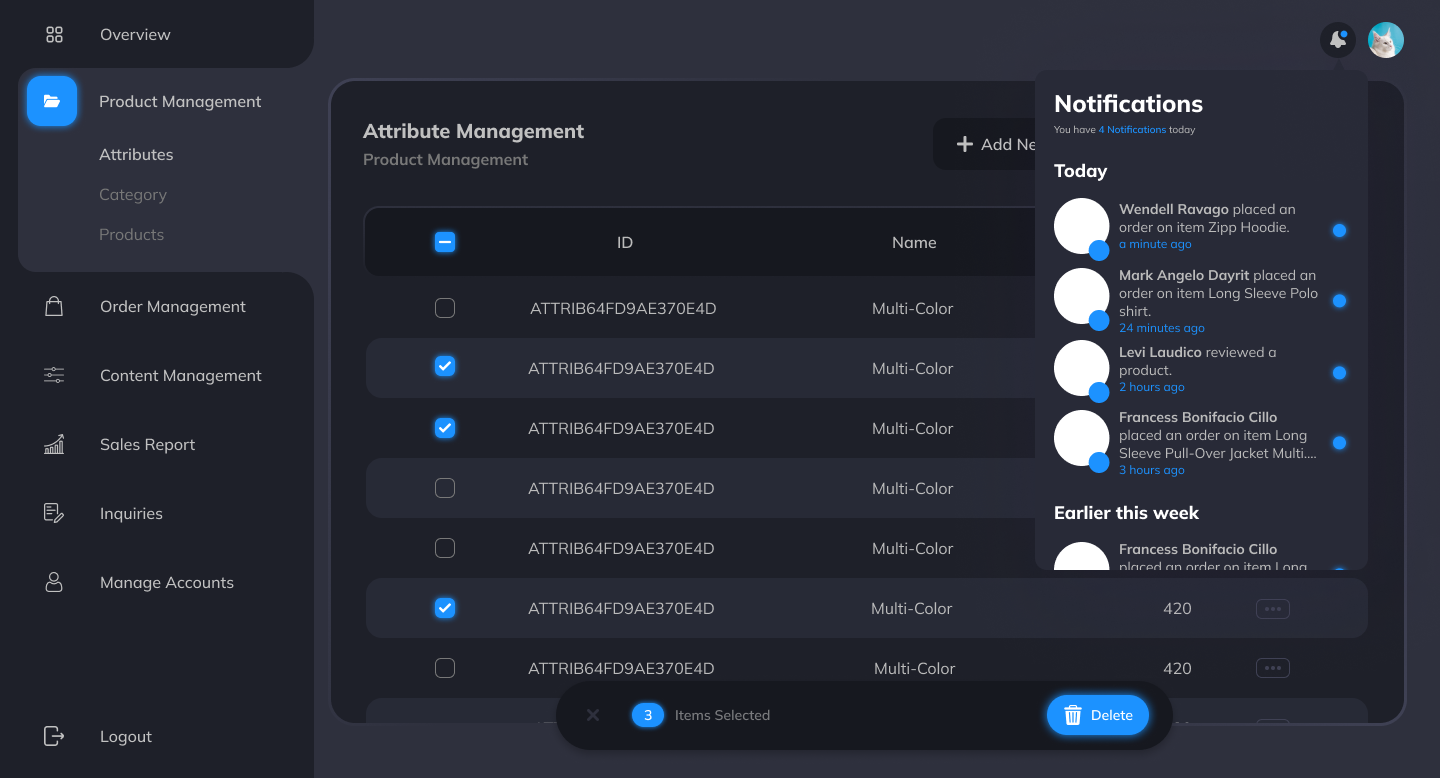 Overview
Product Management
Attributes
Category
Products
Order Management
Content Management
Sales Report
Inquiries
Manage Accounts
Logout
Attribute Management
Product Management
Add
ID
Name
ATTRIB64FD9AE370E4D
Multi-Color
ATTRIB64FD9AE370E4D
Multi-Color
ATTRIB64FD9AE370E4D
Multi-Color
ATTRIB64FD9AE370E4D
Multi-Color
ATTRIB64FD9AE370E4D
Multi-Color
ATTRIB64FD9AE370E4D
Multi-Color
420
ATTRIB64FD9AE370E4D
Multi-Color
420
Notifications
You have 4 Notifications today
Today
Wendell Ravago placed an
order on item Zipp Hoodie.
a minute ago
Mark Angelo Dayrit placed an
order on item Long Sleeve Polo
shirt.
24 minutes ago
Levi Laudico reviewed a
product.
2 hours ago
Francess Bonifacio Cillo
placed an order on item Long
Sleeve Pull-Over Jacket Multi....
3 hours ago
Earlier this week
Francess Bonifacio Cillo
placed an order on item Long
3
Items Selected
Delete